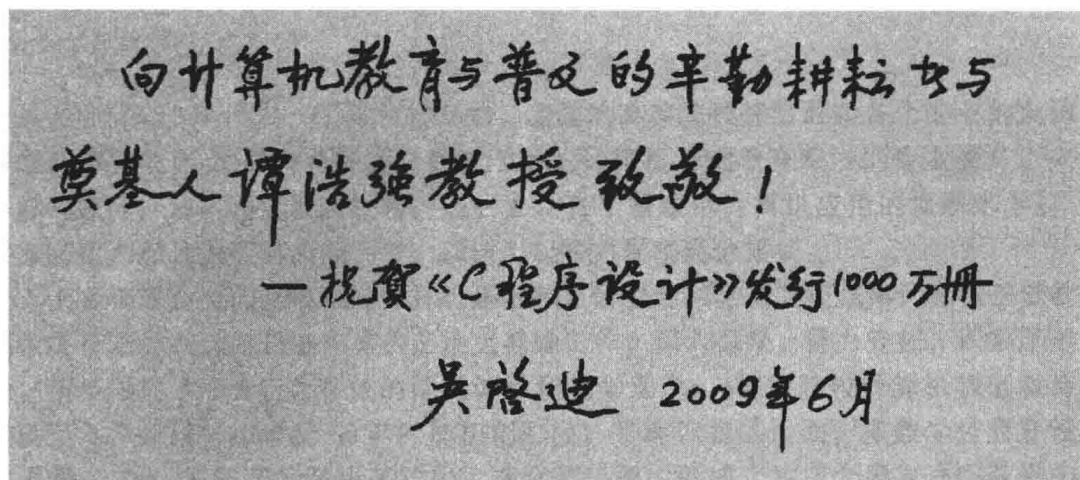 向计算机教育与普及的辛勤耕耘者与
奠基人谭浩强教授致敬！
—祝贺《C程序设计》发行1000万册
吴启迪 2009年6月